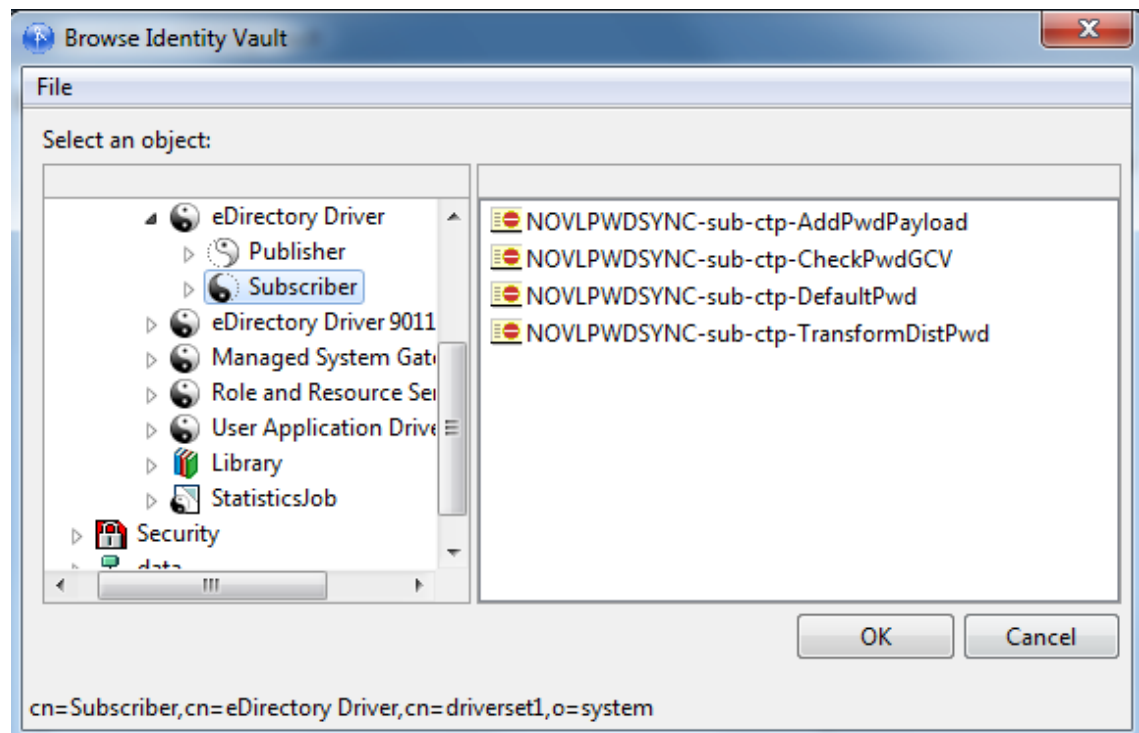 Browse Identity Vault
File
Select an object:
eDirectory Driver
Publisher
Subscriber
eDirectory Driver 9011
Managed System Gat
Role and Resource Se
User Application Drive
Library
StatisticsJob
Security
data
NOVLPWDSYNC-sub-ctp-AddPwdPayload
NOVLPWDSYNC-sub-ctp-CheckPwdGCV
NOVLPWDSYNC-sub-ctp-DefaultPwd
NOVLPWDSYNC-sub-ctp-TransformDistPwd
OK Cancel
cn=Subscriber,cn=eDirectory Driver,cn=driverset1,o=system